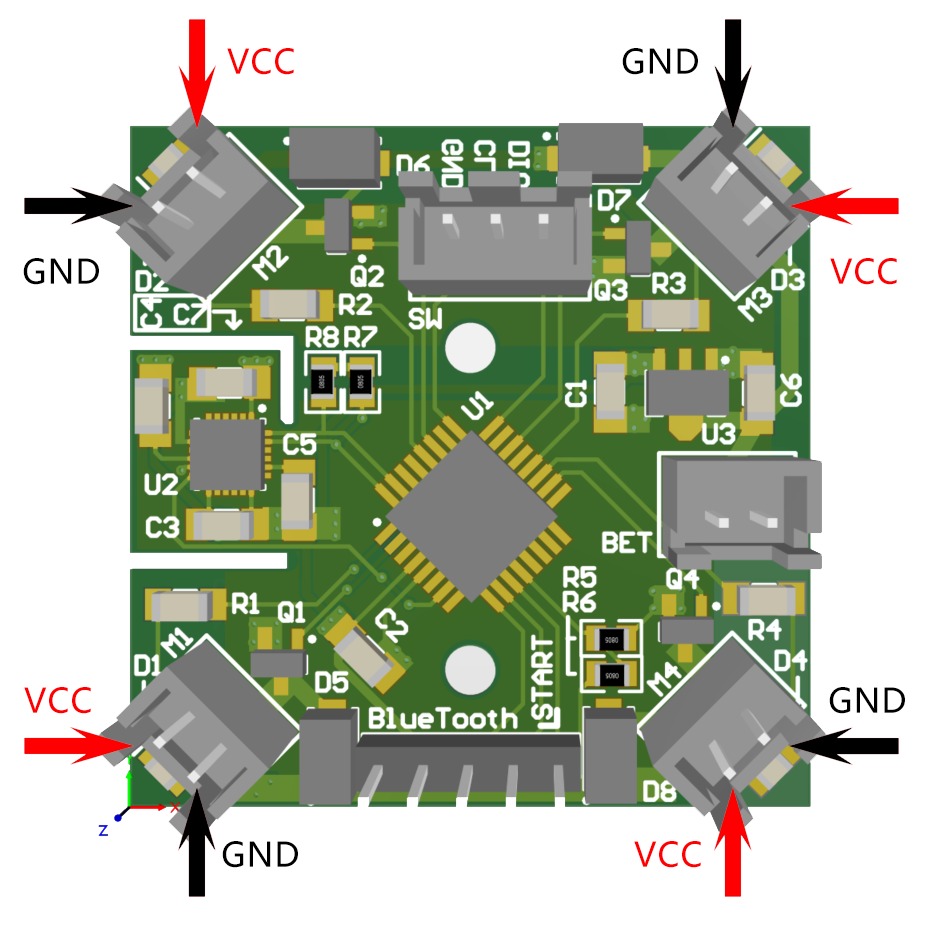 VCC
GND
GND
CL
DIO
D6
D7
GND
VCC
D2
M2
Q2
Q3
R3
M3
D3
C4
C7
R2
SW
R8
R7
C1
C6
U1
U3
C5
U2
C3
BET
0805
0805
R1
Q1
C2
R5
R6
Q4
R4
0805
0805
M1
D1
D5
START
M4
D4
VCC
GND
BlueTooth
D8
x
z
GND
VCC